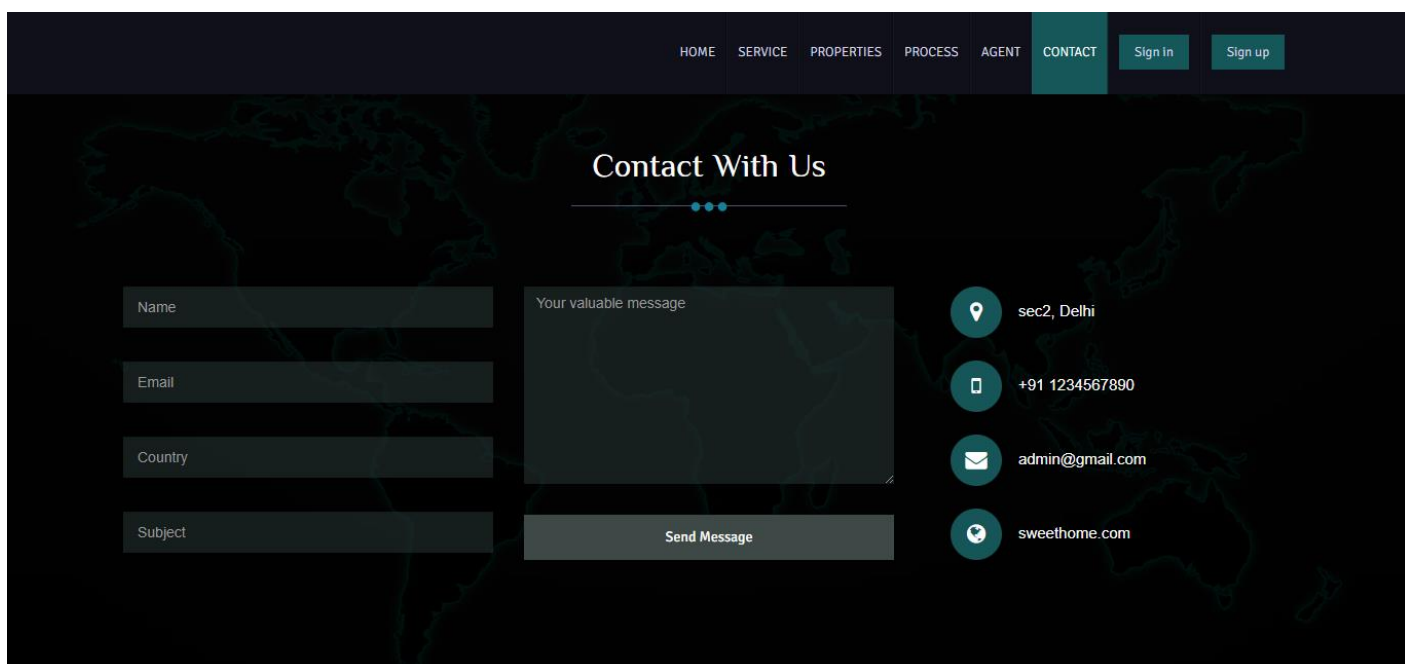 HOME SERVICE PROPERTIES PROCESS AGENT CONTACT Sign in Sign up
Contact With Us
Name
Email
Country
Subject
Your valuable message
Send Message
sec2, Delhi
+91 1234567890
admin@gmail.com
sweethome.com